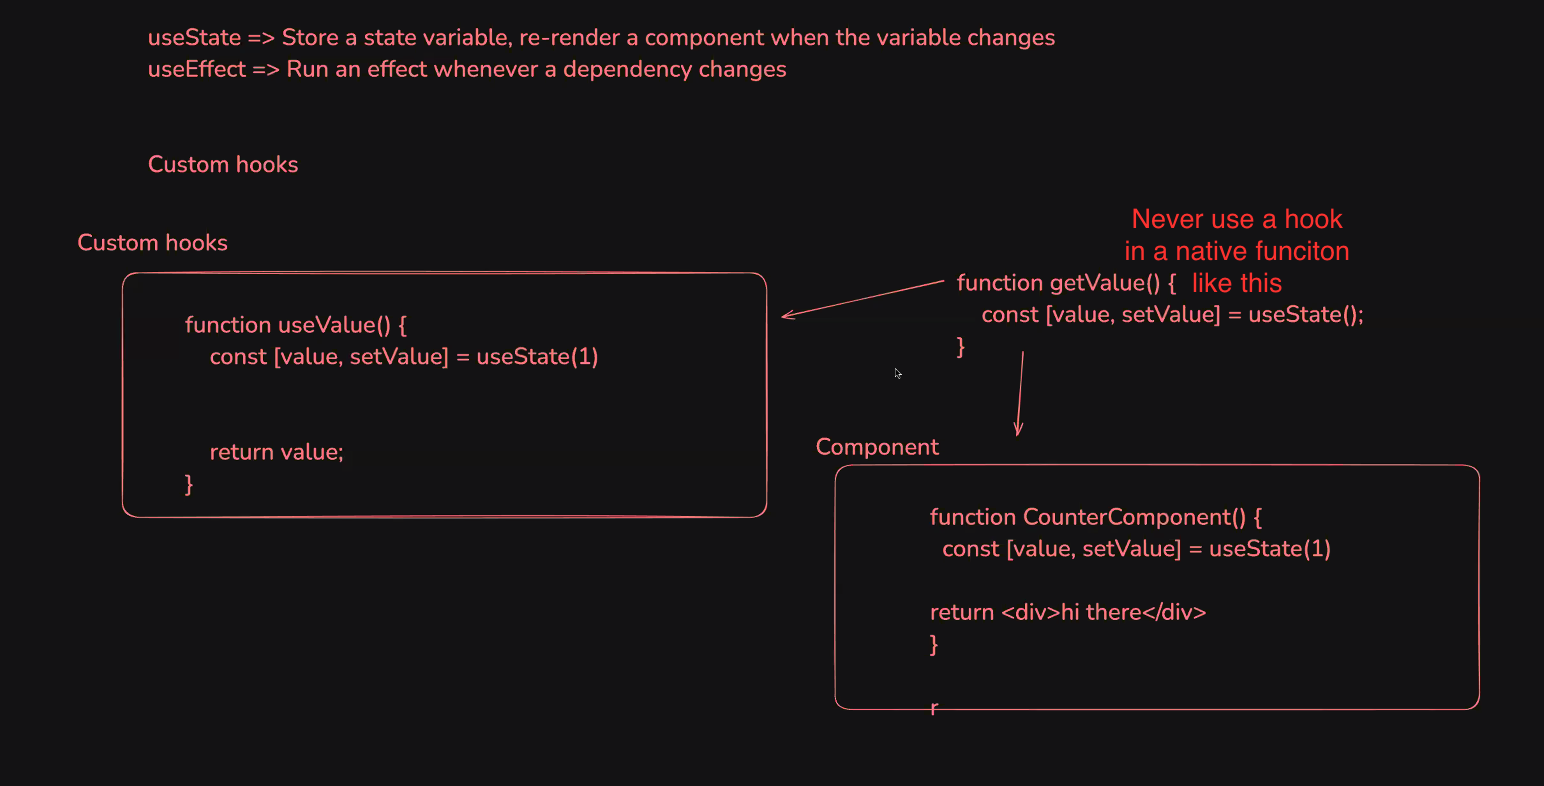 useState => Store a state variable, re-render a component when the variable changes
useEffect => Run an effect whenever a dependency changes
Custom hooks
Custom hooks
function useValue() {
const [value, setValue] = useState(1)
return value;
}
Never use a hook
in a native funciton
like this
function getValue() {
const [value, setValue] = useState();
}
Component
function CounterComponent() {
const [value, setValue] = useState(1)
return <div>hi there</div>
}
r